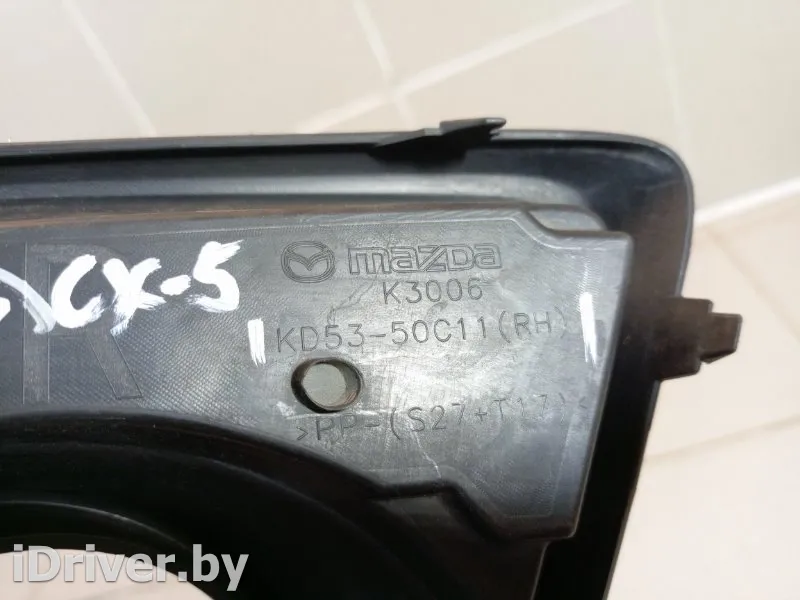 mazda
K3006
CX-5
KD53-50C11(RH)
R
>PP-(S27+T17)<
iDriver.by